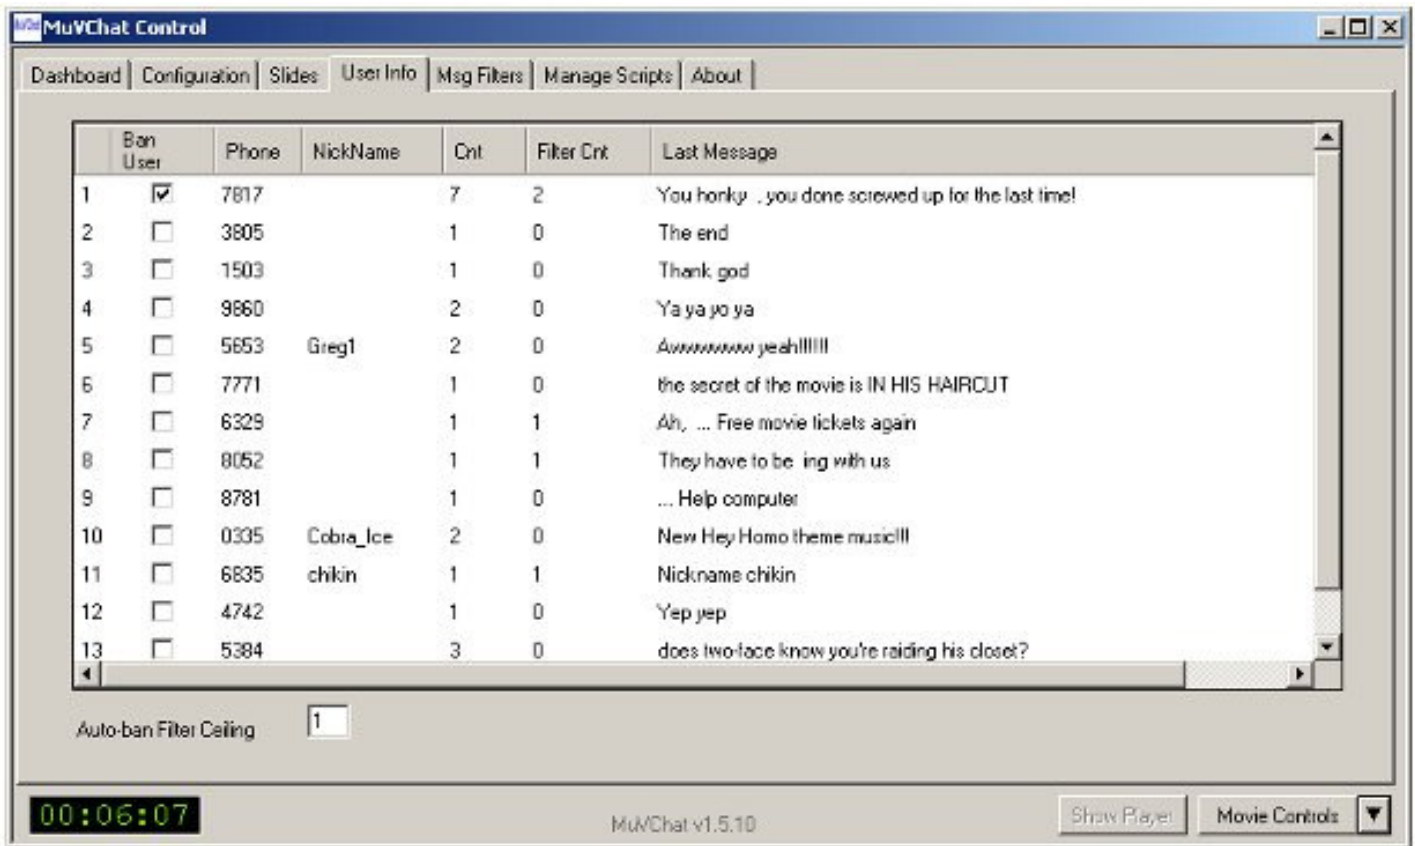 MuVChat Control
Dashboard Configuration Slides User Info Msg Filters Manage Scripts About
Ban User Phone NickName Cnt Filter Cnt Last Message
1 7817 7 2 You honky , you done screwed up for the last time!
2 3805 1 0 The end
3 1503 1 0 Thank god
4 9860 2 0 Ya ya yo ya
5 5653 Greg1 2 0 Awwwwwww yeah!!!!!!!
6 7771 1 0 the secret of the movie is IN HIS HAIRCUT
7 6329 1 1 Ah, ... Free movie tickets again
8 8052 1 1 They have to be ing with us
9 8781 1 0 ... Help computer
10 0335 Cobra_Ice 2 0 New Hey Homo theme music!!!
11 6835 chikin 1 1 Nickname chikin
12 4742 1 0 Yep yep
13 5384 3 0 does two-face know you're raiding his closet?
Auto-ban Filter Ceiling 1
00:06:07 MuVChat v1.5.10 Show Player Movie Controls